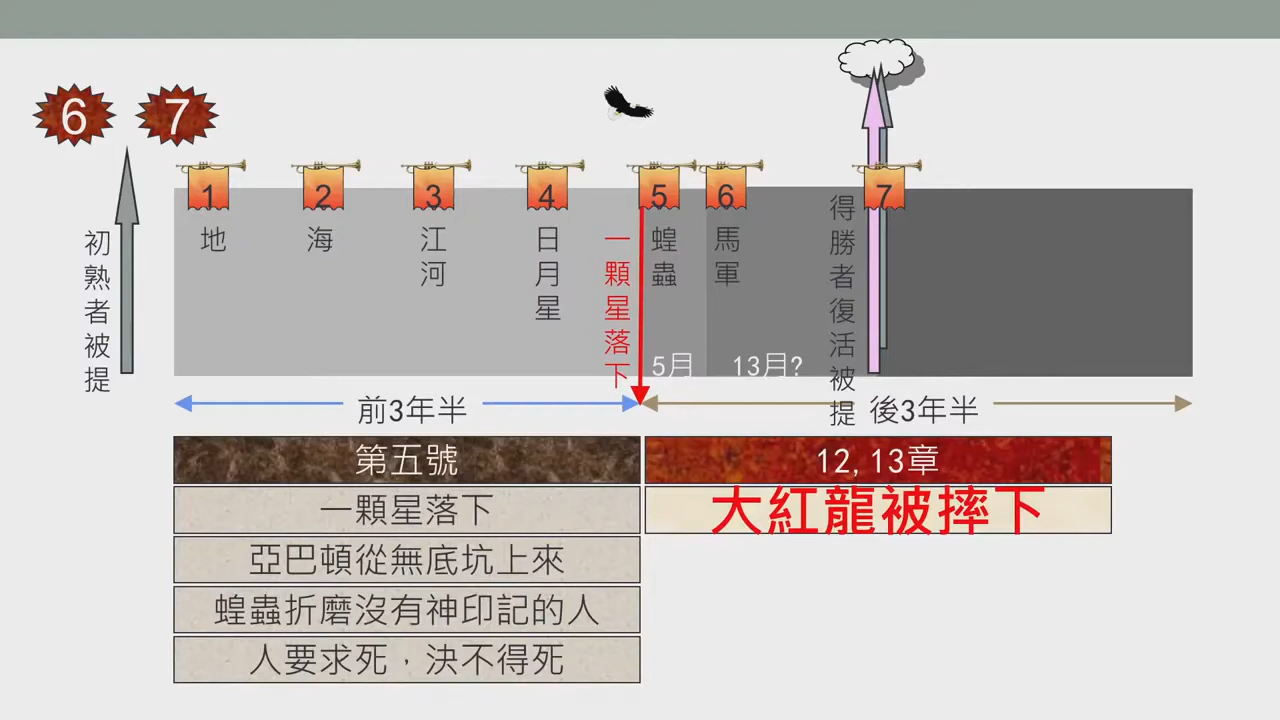 6 7
1 2 3 4 5 6 7
初熟者被提
地
海
江河
日月星
一顆星落下
蝗蟲
馬軍
得勝者復活被提
5月
13月?
前3年半
後3年半
第五號
12,13章
一顆星落下
大紅龍被摔下
亞巴頓從無底坑上來
蝗蟲折磨沒有神印記的人
人要求死，決不得死